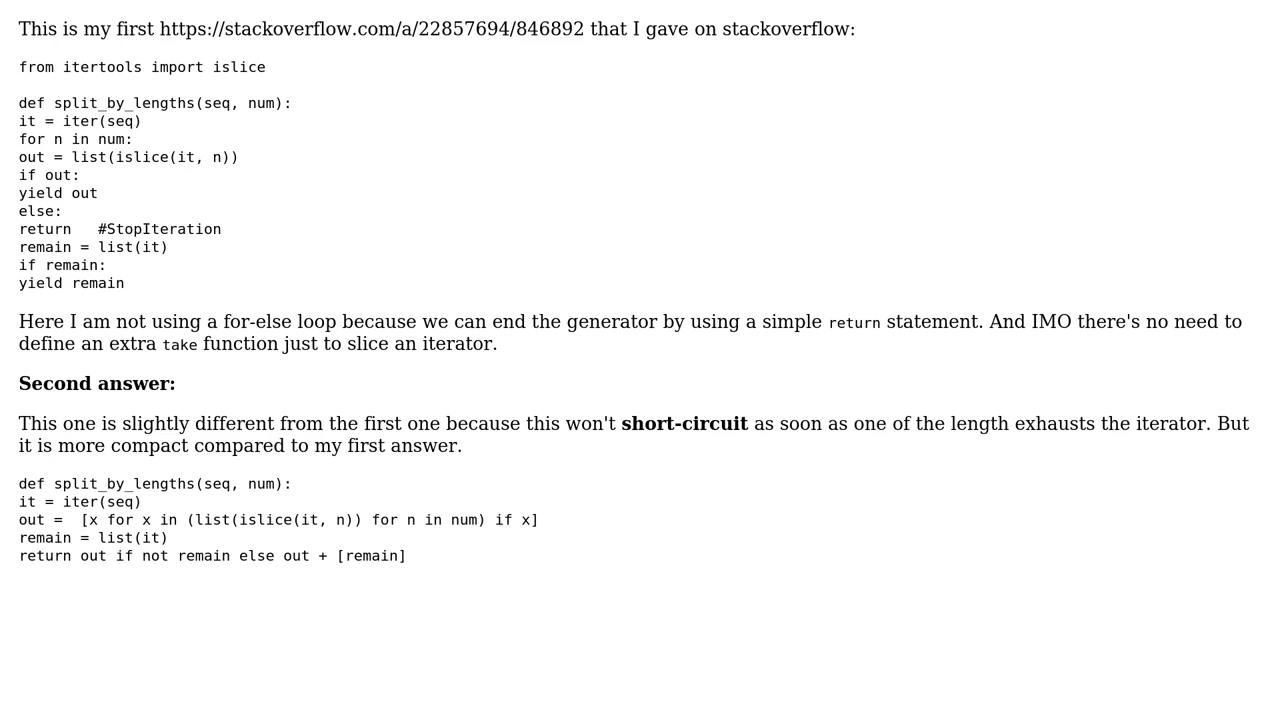 This is my first https://stackoverflow.com/a/22857694/846892 that I gave on stackoverflow:
from itertools import islice
def split_by_lengths(seq, num):
it = iter(seq)
for n in num:
out = list(islice(it, n))
if out:
yield out
else:
return   #StopIteration
remain = list(it)
if remain:
yield remain
Here I am not using a for-else loop because we can end the generator by using a simple return statement. And IMO there's no need to
define an extra take function just to slice an iterator.
Second answer:
This one is slightly different from the first one because this won't short-circuit as soon as one of the length exhausts the iterator. But
it is more compact compared to my first answer.
def split_by_lengths(seq, num):
it = iter(seq)
out =  [x for x in (list(islice(it, n)) for n in num) if x]
remain = list(it)
return out if not remain else out + [remain]